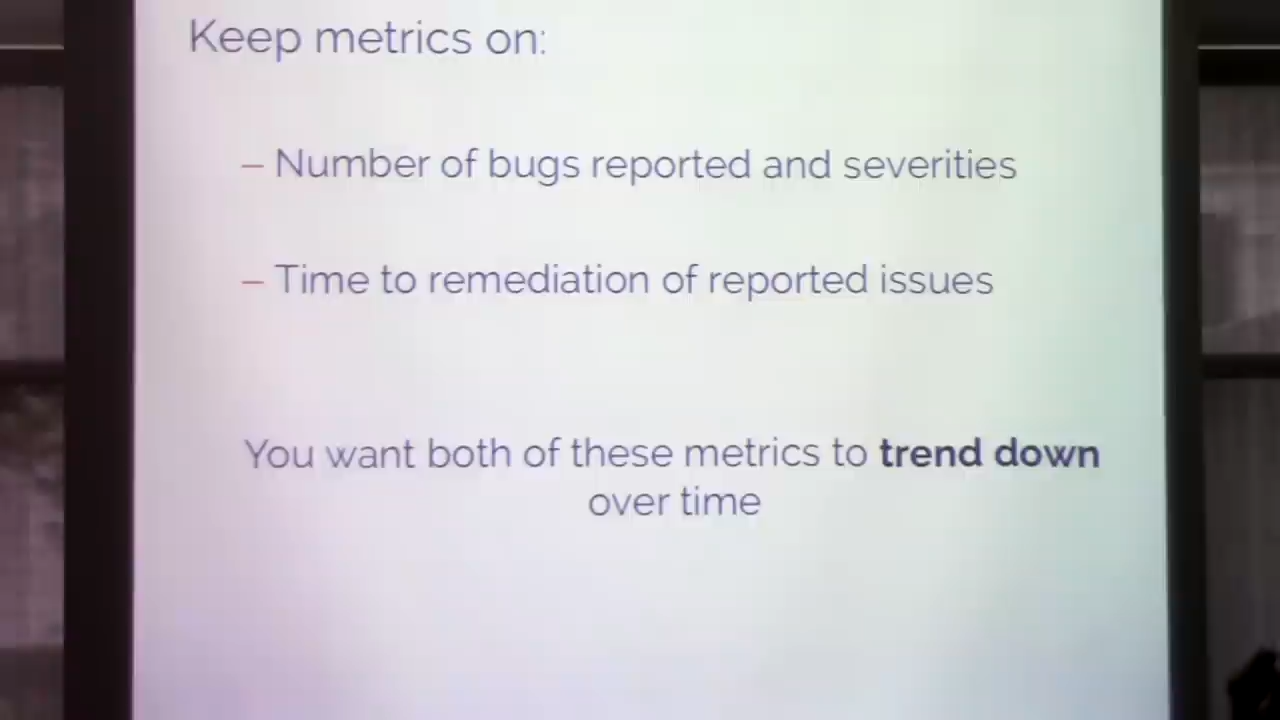 Keep metrics on:
– Number of bugs reported and severities
– Time to remediation of reported issues
You want both of these metrics to trend down
over time